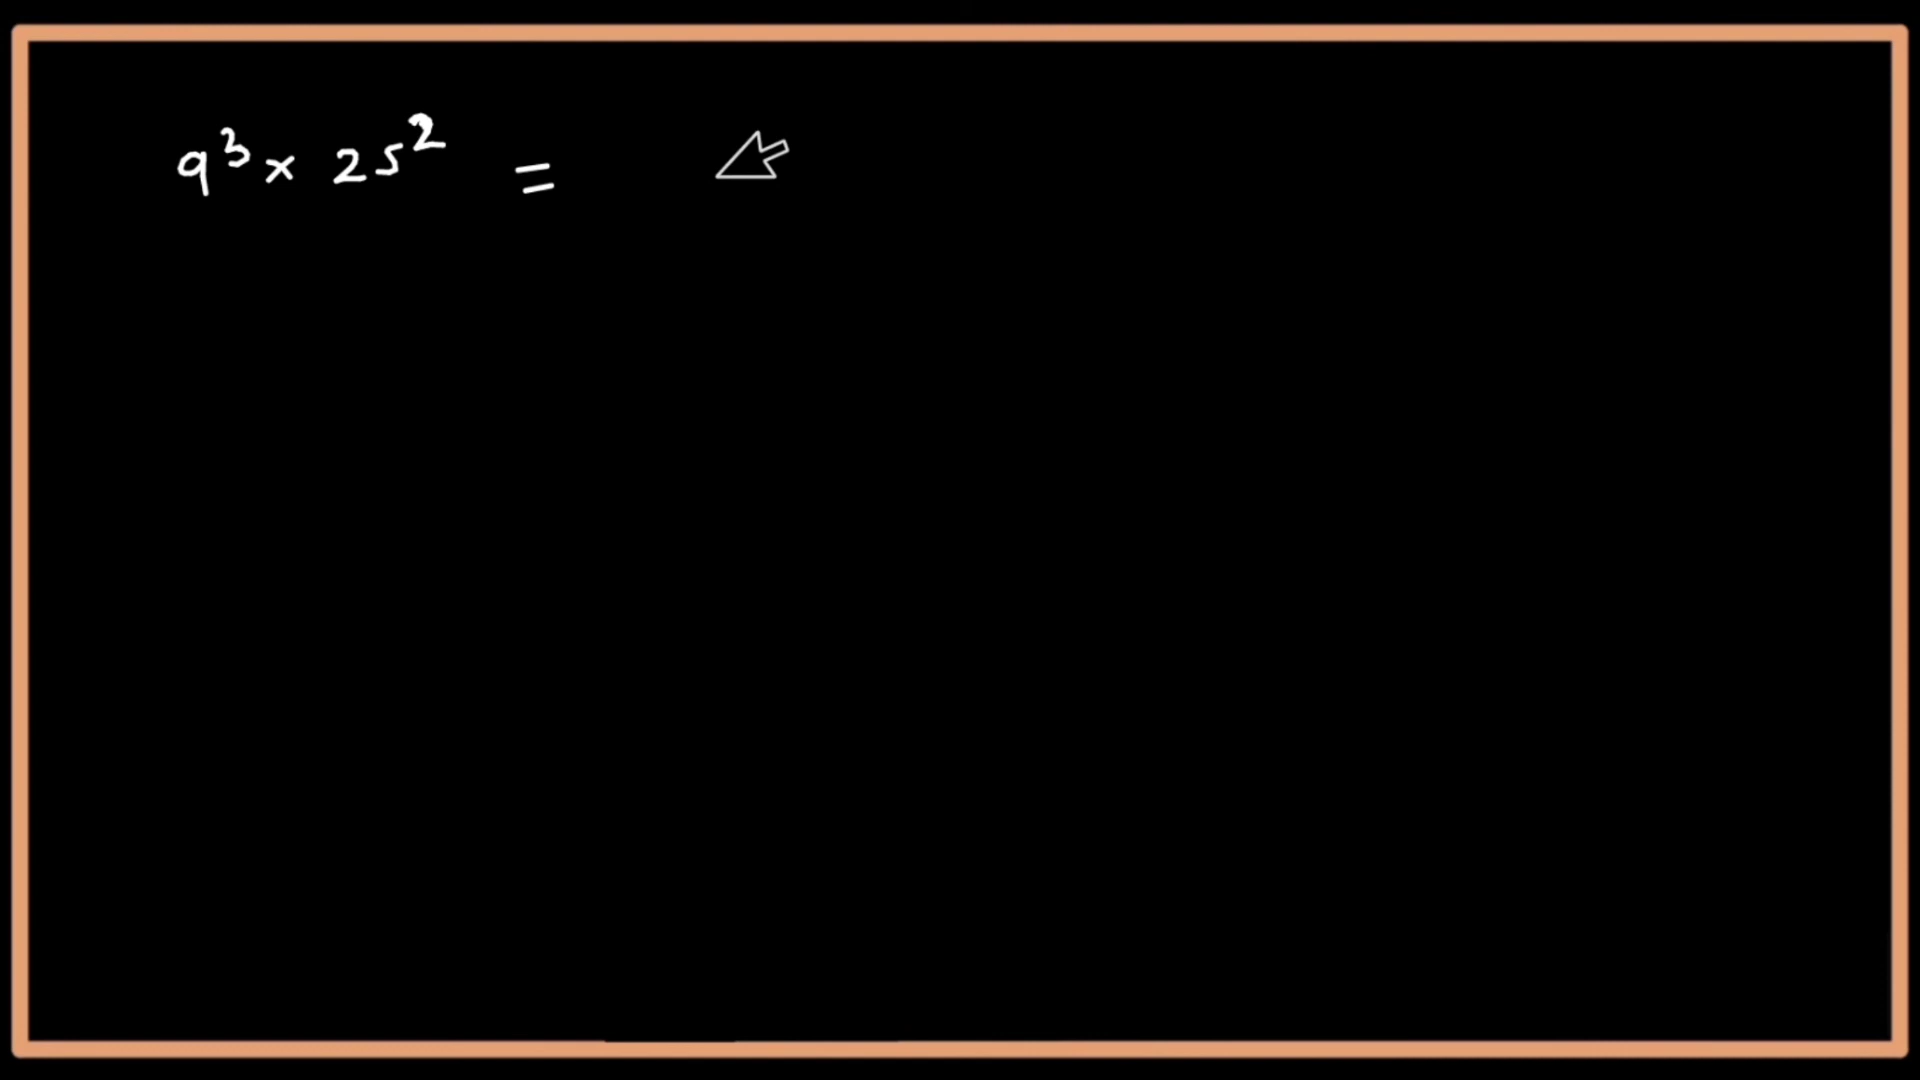 9³ × 25² =